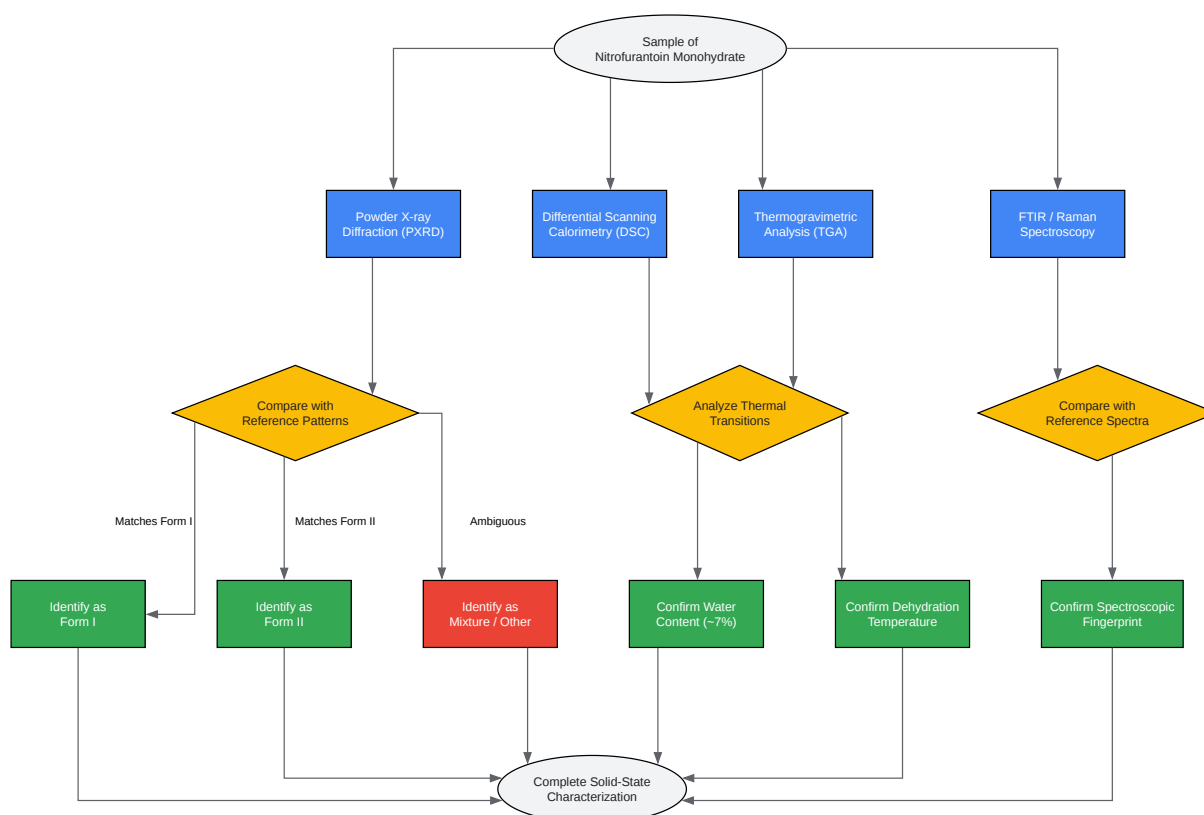 Sample of
Nitrofurantoin Monohydrate
Powder X-ray
Diffraction (PXRD)
Differential Scanning
Calorimetry (DSC)
Thermogravimetric
Analysis (TGA)
FTIR / Raman
Spectroscopy
Compare with
Reference Patterns
Analyze Thermal
Transitions
Compare with
Reference Spectra
Matches Form I
Matches Form II
Ambiguous
Identify as
Form I
Identify as
Form II
Identify as
Mixture / Other
Confirm Water
Content (~7%)
Confirm Dehydration
Temperature
Confirm Spectroscopic
Fingerprint
Complete Solid-State
Characterization